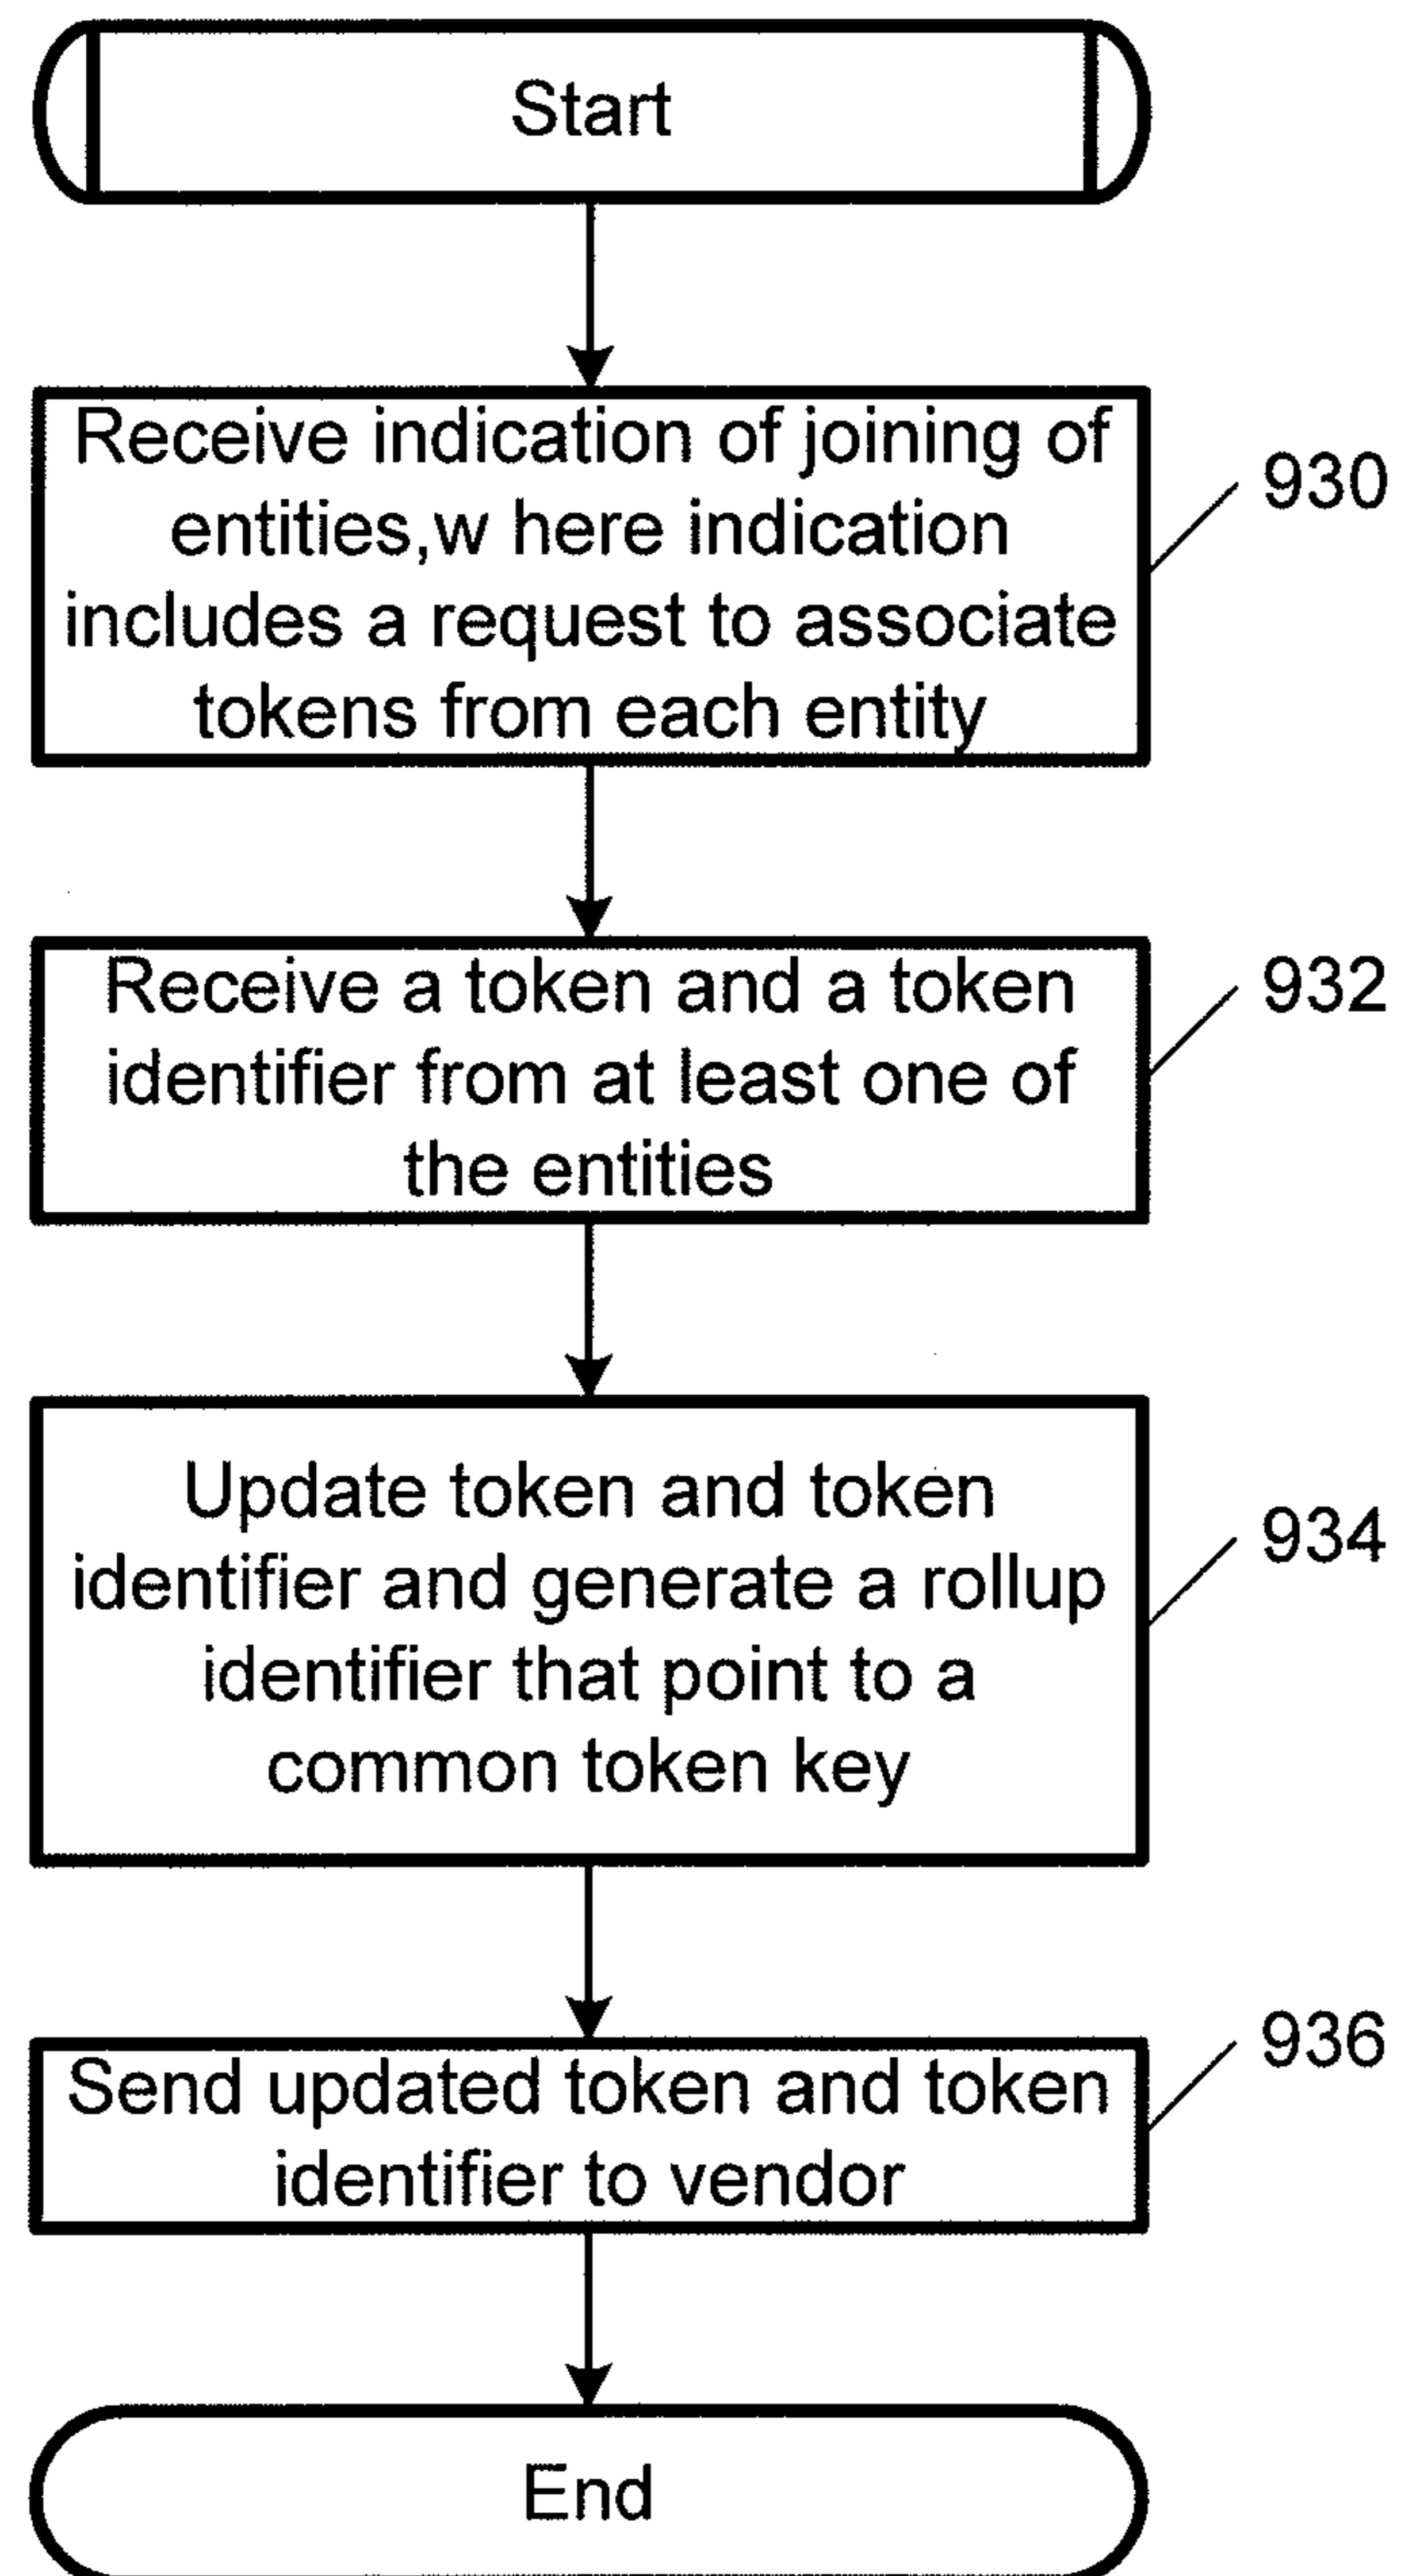 Start
Receive indication of joining of
entities,w here indication
includes a request to associate
tokens from each entity
930
Receive a token and a token
identifier from at least one of
the entities
932
Update token and token
identifier and generate a rollup
identifier that point to a
common token key
934
Send updated token and token
identifier to vendor
936
End